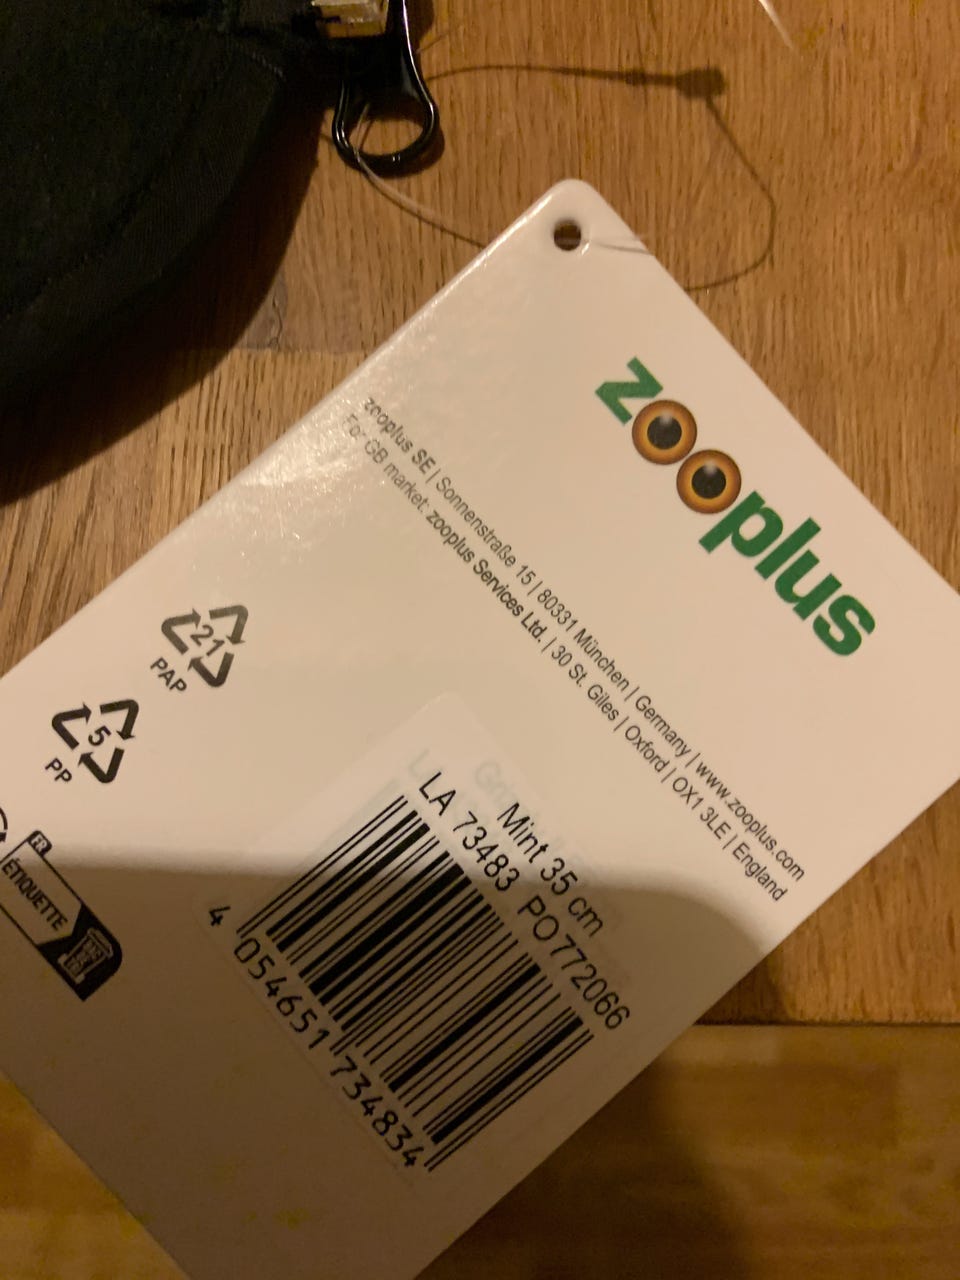 zooplus
zooplus SE | Sonnenstraße 15 | 80331 München | Germany | www.zooplus.com
For GB market: zooplus Services Ltd. | 30 St. Giles | Oxford | OX1 3LE | England
21
PAP
5
PP
FR
ÉTIQUETTE
Mint 35 cm
LA 73483 PO772066
4 054651 734834